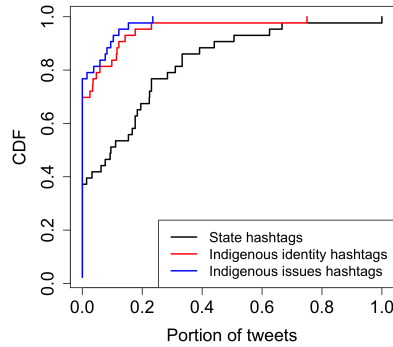 CDF
1.0
0.8
0.6
0.4
0.2
0.0
State hashtags
Indigenous identity hashtags
Indigenous issues hashtags
0.0 0.2 0.4 0.6 0.8 1.0
Portion of tweets